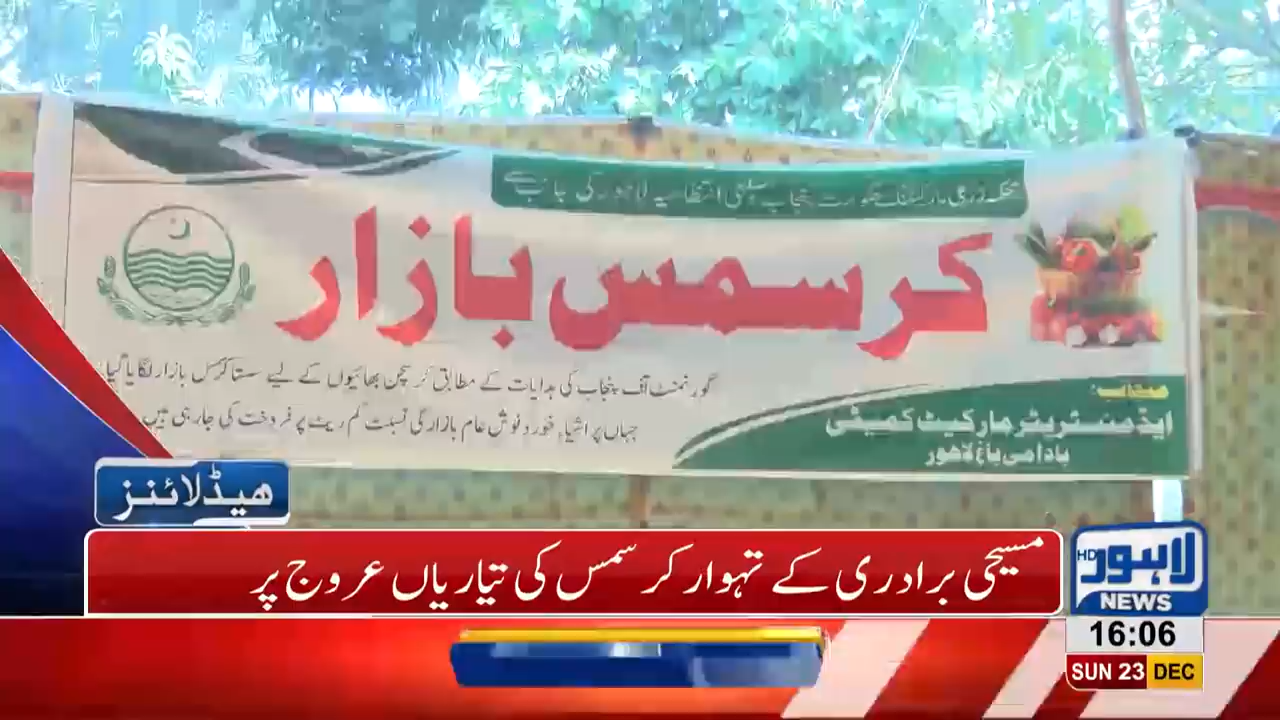 محکمہ زرعی مارکیٹنگ حکومت پنجاب ضلعی انتظامیہ لاہور کی جانب سے
کرسمس بازار
گورنمنٹ آف پنجاب کی ہدایات کے مطابق کرسچن بھائیوں کے لیے سستا کرسمس بازار لگایا گیا
جہاں پر اشیاء خورد و نوش عام بازار کی نسبت کم ریٹ پر فروخت کی جا رہی ہیں
منجانب:
ایڈمنسٹریٹر مارکیٹ کمیٹی
بادامی باغ لاہور
ہیڈلائنز
مسیحی برادری کے تہوار کرسمس کی تیاریاں عروج پر
لاہور HD
NEWS
16:06
SUN 23 DEC